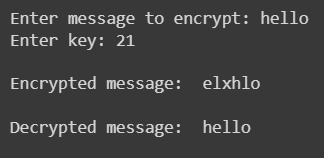 Enter message to encrypt: hello
Enter key: 21
Encrypted message:  elxhlo
Decrypted message:  hello